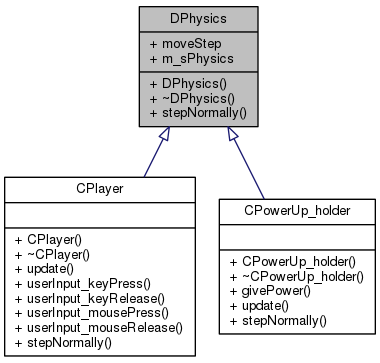 DPhysics
+ moveStep
+ m_sPhysics
+ DPhysics()
+ ~DPhysics()
+ stepNormally()
CPlayer
+ CPlayer()
+ ~CPlayer()
+ update()
+ userInput_keyPress()
+ userInput_keyRelease()
+ userInput_mousePress()
+ userInput_mouseRelease()
+ stepNormally()
CPowerUp_holder
+ CPowerUp_holder()
+ ~CPowerUp_holder()
+ givePower()
+ update()
+ stepNormally()